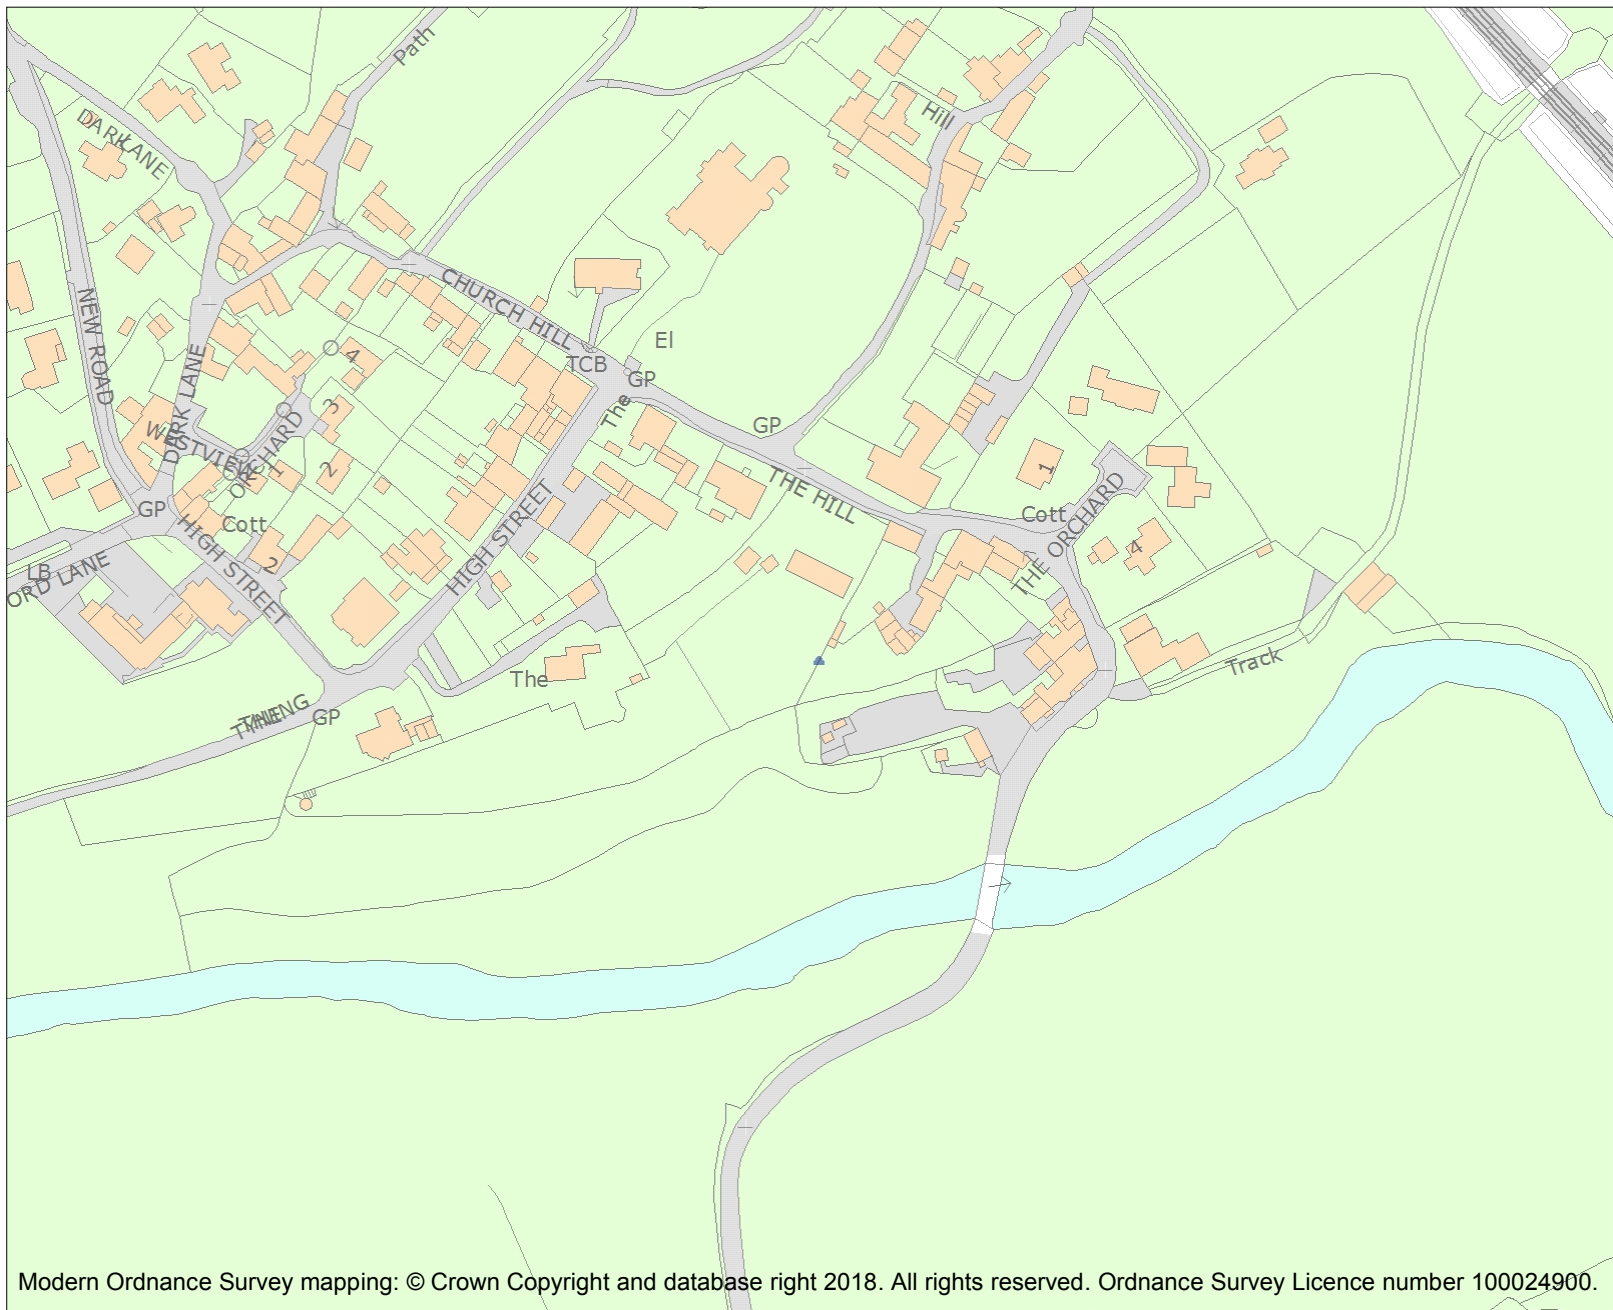 Path
Hill
DARK LANE
CHURCH HILL
NEW ROAD
El
TCB
GP
4
The
DARK LANE
3
GP
WESTVIEW
ORCHARD
1
2
1
THE HILL
GP
HIGH STREET
Cott
HIGH STREET
Cott
THE ORCHARD
4
2
LB
ORD LANE
Track
The
GP
Modern Ordnance Survey mapping: © Crown Copyright and database right 2018. All rights reserved. Ordnance Survey Licence number 100024900.